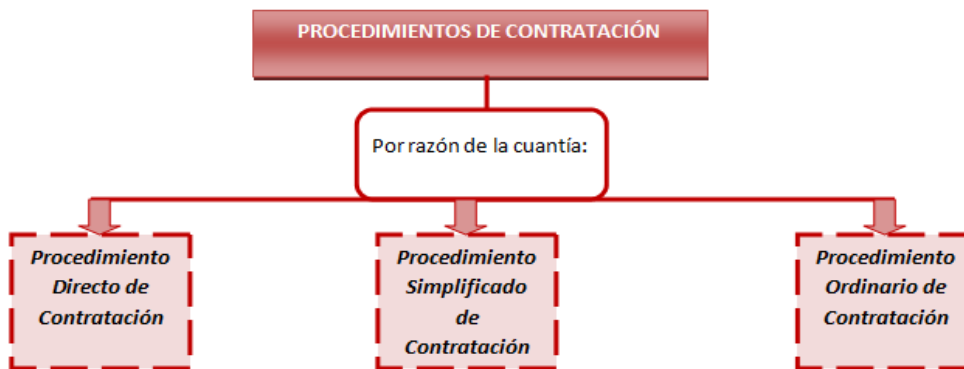 PROCEDIMIENTOS DE CONTRATACIÓN
Por razón de la cuantía:
Procedimiento
Directo de
Contratación
Procedimiento
Simplificado
de
Contratación
Procedimiento
Ordinario de
Contratación